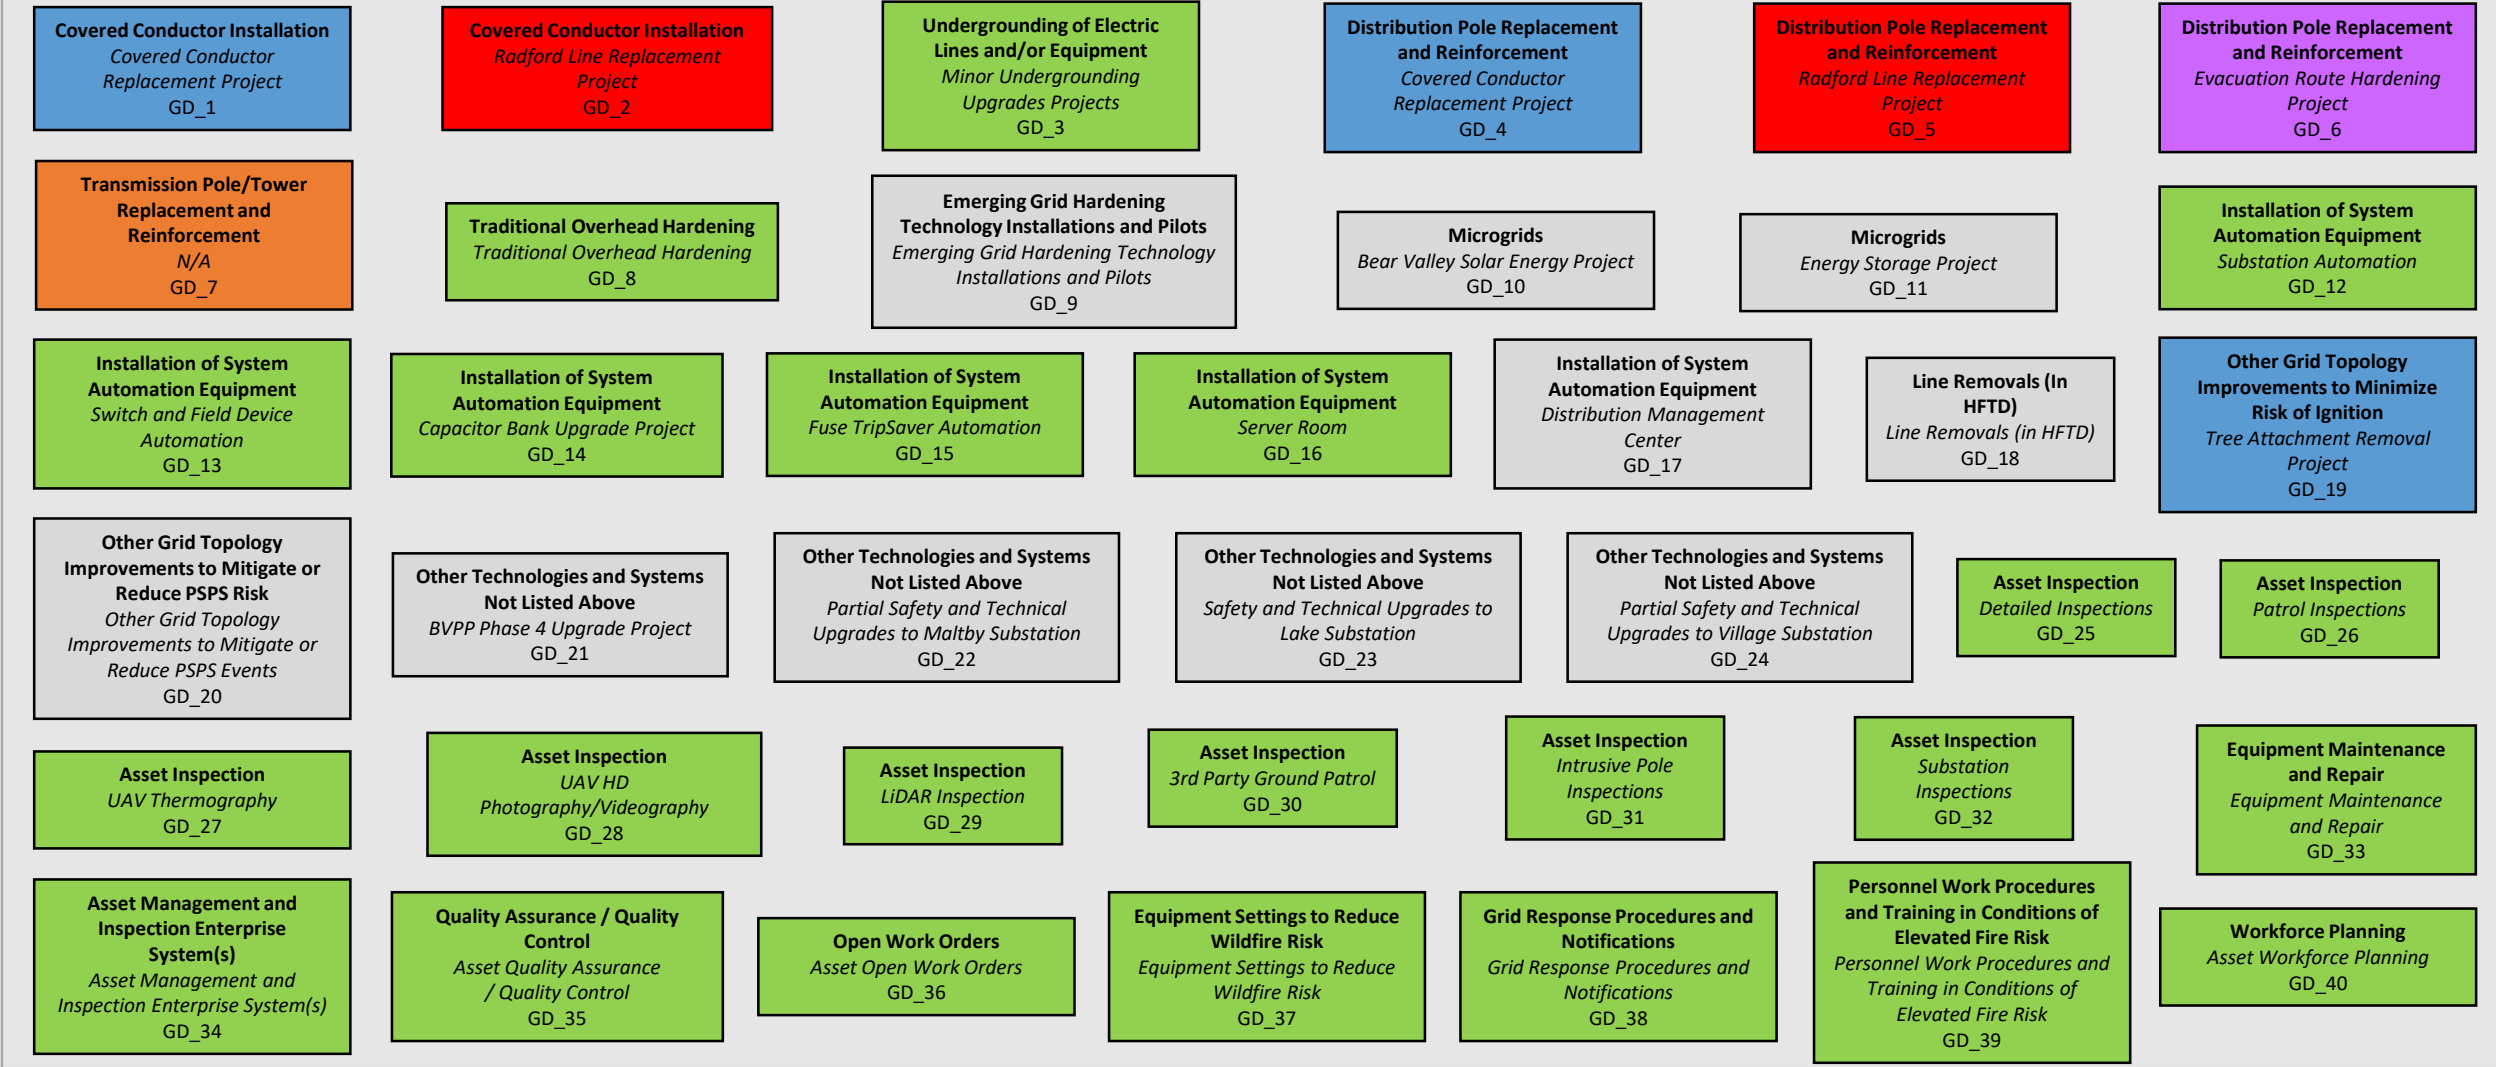 Covered Conductor Installation
Covered Conductor
Replacement Project
GD_1
Covered Conductor Installation
Radford Line Replacement
Project
GD_2
Undergrounding of Electric
Lines and/or Equipment
Minor Undergrounding
Upgrades Projects
GD_3
Distribution Pole Replacement
and Reinforcement
Covered Conductor
Replacement Project
GD_4
Distribution Pole Replacement
and Reinforcement
Radford Line Replacement
Project
GD_5
Distribution Pole Replacement
and Reinforcement
Evacuation Route Hardening
Project
GD_6
Transmission Pole/Tower
Replacement and
Reinforcement
N/A
GD_7
Traditional Overhead Hardening
Traditional Overhead Hardening
GD_8
Emerging Grid Hardening
Technology Installations and Pilots
Emerging Grid Hardening Technology
Installations and Pilots
GD_9
Microgrids
Bear Valley Solar Energy Project
GD_10
Microgrids
Energy Storage Project
GD_11
Installation of System
Automation Equipment
Substation Automation
GD_12
Installation of System
Automation Equipment
Switch and Field Device
Automation
GD_13
Installation of System
Automation Equipment
Capacitor Bank Upgrade Project
GD_14
Installation of System
Automation Equipment
Fuse TripSaver Automation
GD_15
Installation of System
Automation Equipment
Server Room
GD_16
Installation of System
Automation Equipment
Distribution Management
Center
GD_17
Line Removals (In
HFTD)
Line Removals (in HFTD)
GD_18
Other Grid Topology
Improvements to Minimize
Risk of Ignition
Tree Attachment Removal
Project
GD_19
Other Grid Topology
Improvements to Mitigate or
Reduce PSPS Risk
Other Grid Topology
Improvements to Mitigate or
Reduce PSPS Events
GD_20
Other Technologies and Systems
Not Listed Above
BVPP Phase 4 Upgrade Project
GD_21
Other Technologies and Systems
Not Listed Above
Partial Safety and Technical
Upgrades to Maltby Substation
GD_22
Other Technologies and Systems
Not Listed Above
Safety and Technical Upgrades to
Lake Substation
GD_23
Other Technologies and Systems
Not Listed Above
Partial Safety and Technical
Upgrades to Village Substation
GD_24
Asset Inspection
Detailed Inspections
GD_25
Asset Inspection
Patrol Inspections
GD_26
Asset Inspection
UAV Thermography
GD_27
Asset Inspection
UAV HD
Photography/Videography
GD_28
Asset Inspection
LiDAR Inspection
GD_29
Asset Inspection
3rd Party Ground Patrol
GD_30
Asset Inspection
Intrusive Pole
Inspections
GD_31
Asset Inspection
Substation
Inspections
GD_32
Equipment Maintenance
and Repair
Equipment Maintenance
and Repair
GD_33
Asset Management and
Inspection Enterprise
System(s)
Asset Management and
Inspection Enterprise System(s)
GD_34
Quality Assurance / Quality
Control
Asset Quality Assurance
/ Quality Control
GD_35
Open Work Orders
Asset Open Work Orders
GD_36
Equipment Settings to Reduce
Wildfire Risk
Equipment Settings to Reduce
Wildfire Risk
GD_37
Grid Response Procedures and
Notifications
Grid Response Procedures and
Notifications
GD_38
Personnel Work Procedures
and Training in Conditions of
Elevated Fire Risk
Personnel Work Procedures and
Training in Conditions of
Elevated Fire Risk
GD_39
Workforce Planning
Asset Workforce Planning
GD_40